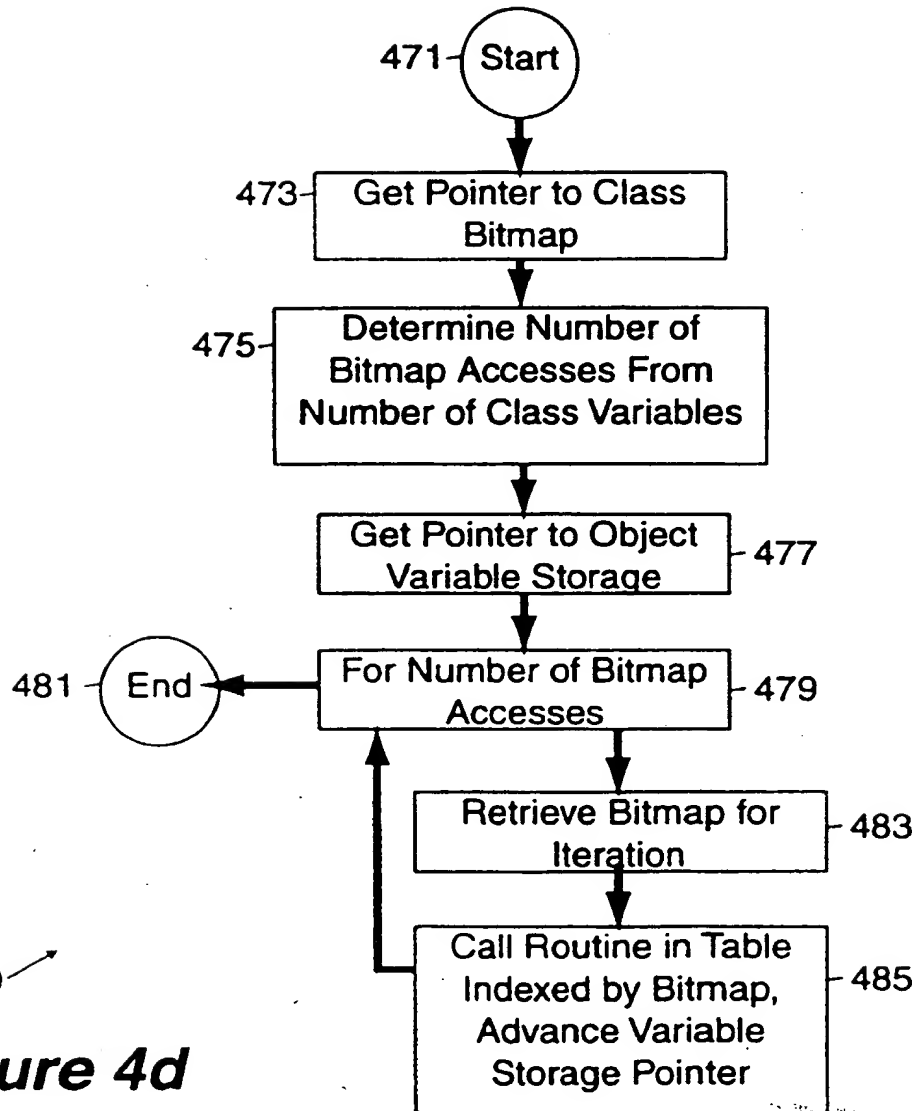 471
Start
473
Get Pointer to Class
Bitmap
475
Determine Number of
Bitmap Accesses From
Number of Class Variables
Get Pointer to Object
Variable Storage
477
481
End
For Number of Bitmap
Accesses
479
Retrieve Bitmap for
Iteration
483
Call Routine in Table
Indexed by Bitmap,
Advance Variable
Storage Pointer
485
ure 4d